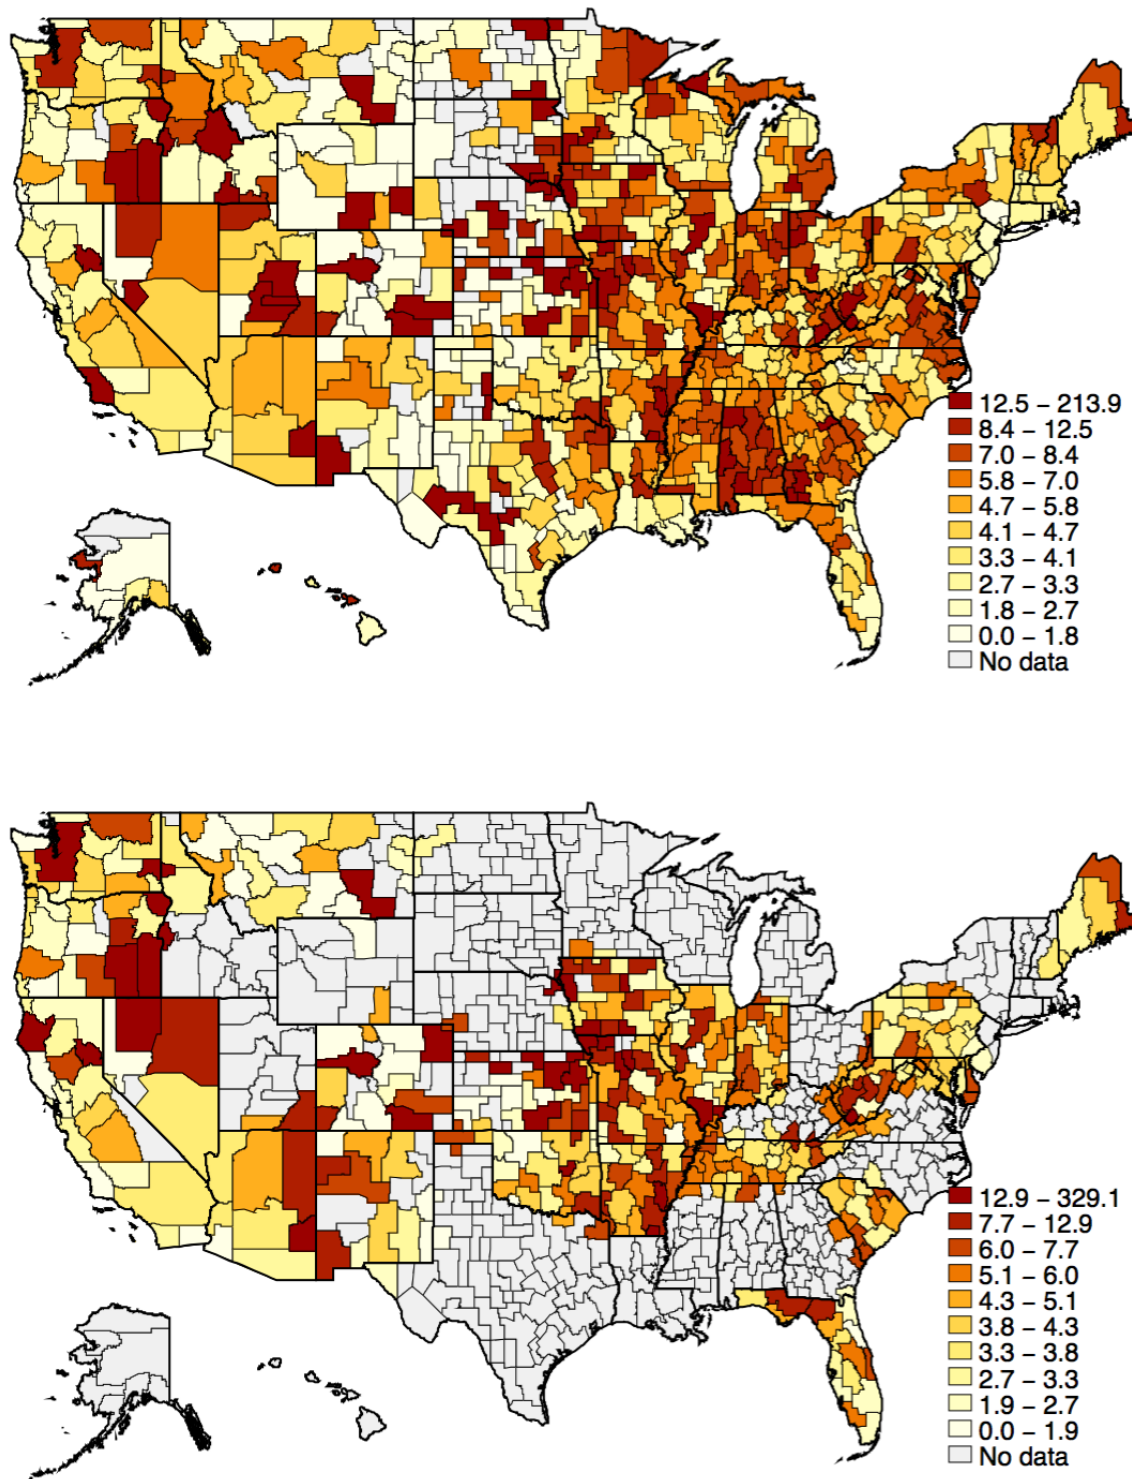 12.5 – 213.9
8.4 – 12.5
7.0 – 8.4
5.8 – 7.0
4.7 – 5.8
4.1 – 4.7
3.3 – 4.1
2.7 – 3.3
1.8 – 2.7
0.0 – 1.8
No data
12.9 – 329.1
7.7 – 12.9
6.0 – 7.7
5.1 – 6.0
4.3 – 5.1
3.8 – 4.3
3.3 – 3.8
2.7 – 3.3
1.9 – 2.7
0.0 – 1.9
No data